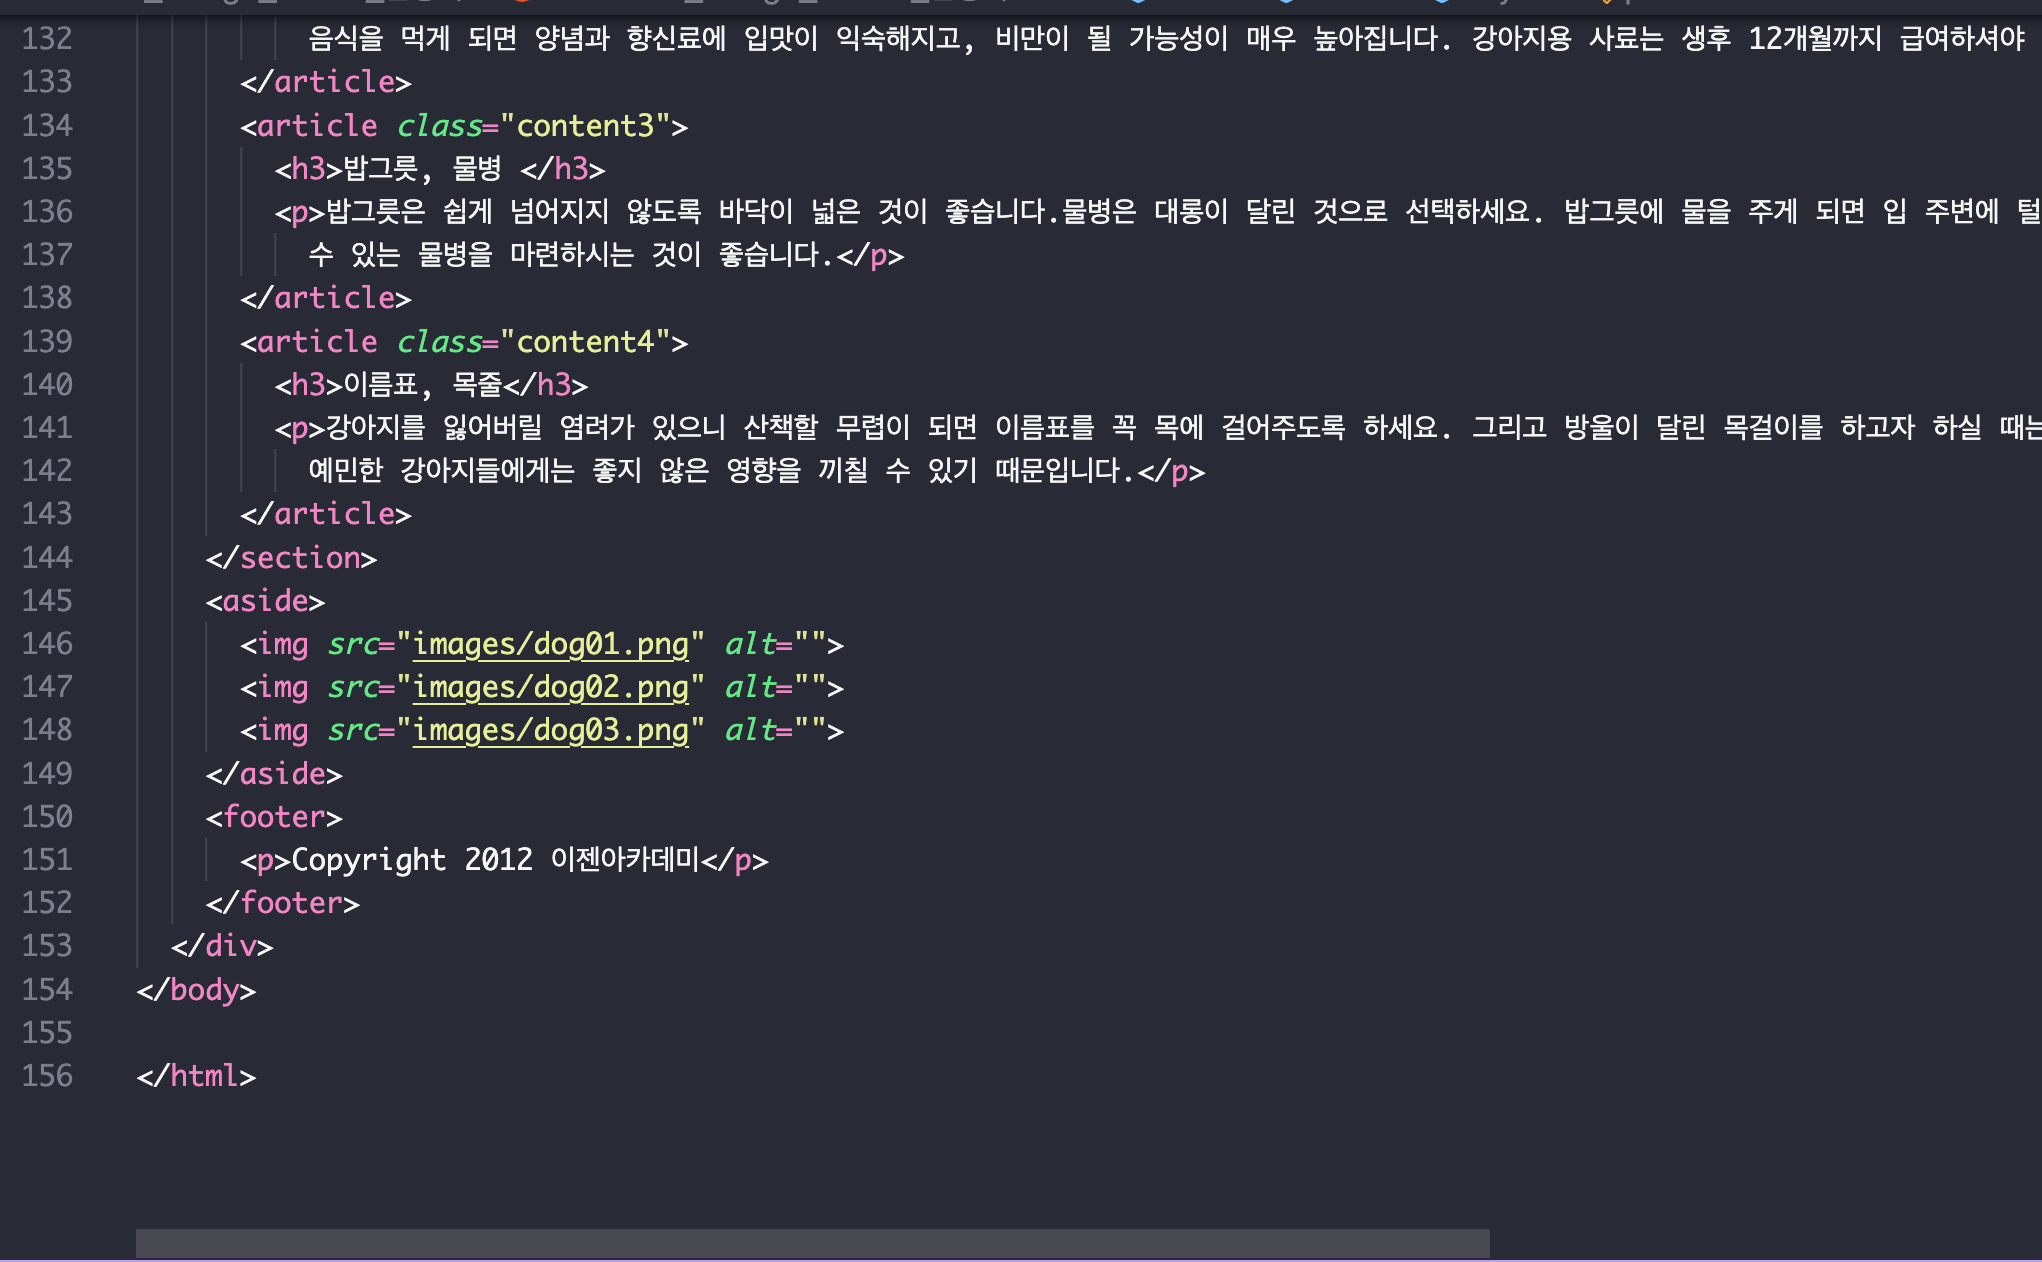 132 음식을 먹게 되면 양념과 향신료에 입맛이 익숙해지고, 비만이 될 가능성이 매우 높아집니다. 강아지용 사료는 생후 12개월까지 급여하셔야
133 </article>
134 <article class="content3">
135 <h3>밥그릇, 물병 </h3>
136 <p>밥그릇은 쉽게 넘어지지 않도록 바닥이 넓은 것이 좋습니다.물병은 대롱이 달린 것으로 선택하세요. 밥그릇에 물을 주게 되면 입 주변에 털
137 수 있는 물병을 마련하시는 것이 좋습니다.</p>
138 </article>
139 <article class="content4">
140 <h3>이름표, 목줄</h3>
141 <p>강아지를 잃어버릴 염려가 있으니 산책할 무렵이 되면 이름표를 꼭 목에 걸어주도록 하세요. 그리고 방울이 달린 목걸이를 하고자 하실 때는
142 예민한 강아지들에게는 좋지 않은 영향을 끼칠 수 있기 때문입니다.</p>
143 </article>
144 </section>
145 <aside>
146 <img src="images/dog01.png" alt="">
147 <img src="images/dog02.png" alt="">
148 <img src="images/dog03.png" alt="">
149 </aside>
150 <footer>
151 <p>Copyright 2012 이젠아카데미</p>
152 </footer>
153 </div>
154 </body>
155
156 </html>